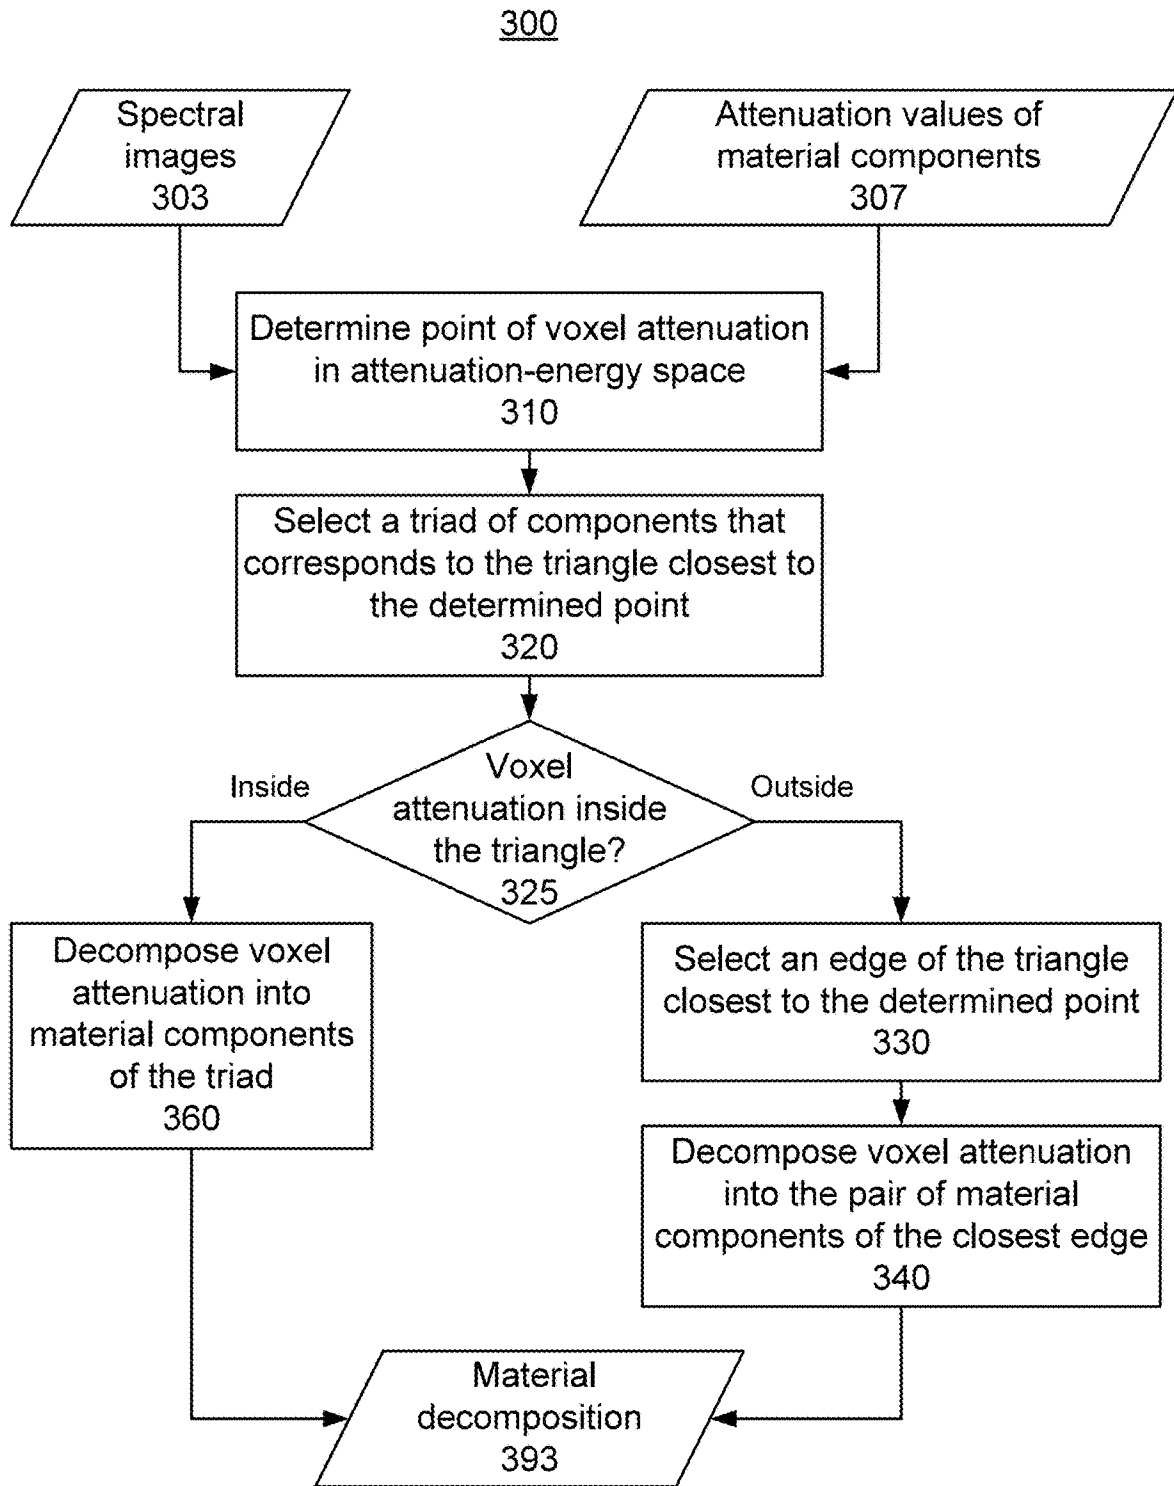 300
Spectral
images
303
Attenuation values of
material components
307
Determine point of voxel attenuation
in attenuation-energy space
310
Select a triad of components that
corresponds to the triangle closest to
the determined point
320
Voxel
attenuation inside
the triangle?
325
Inside
Outside
Decompose voxel
attenuation into
material components
of the triad
360
Select an edge of the triangle
closest to the determined point
330
Decompose voxel attenuation
into the pair of material
components of the closest edge
340
Material
decomposition
393